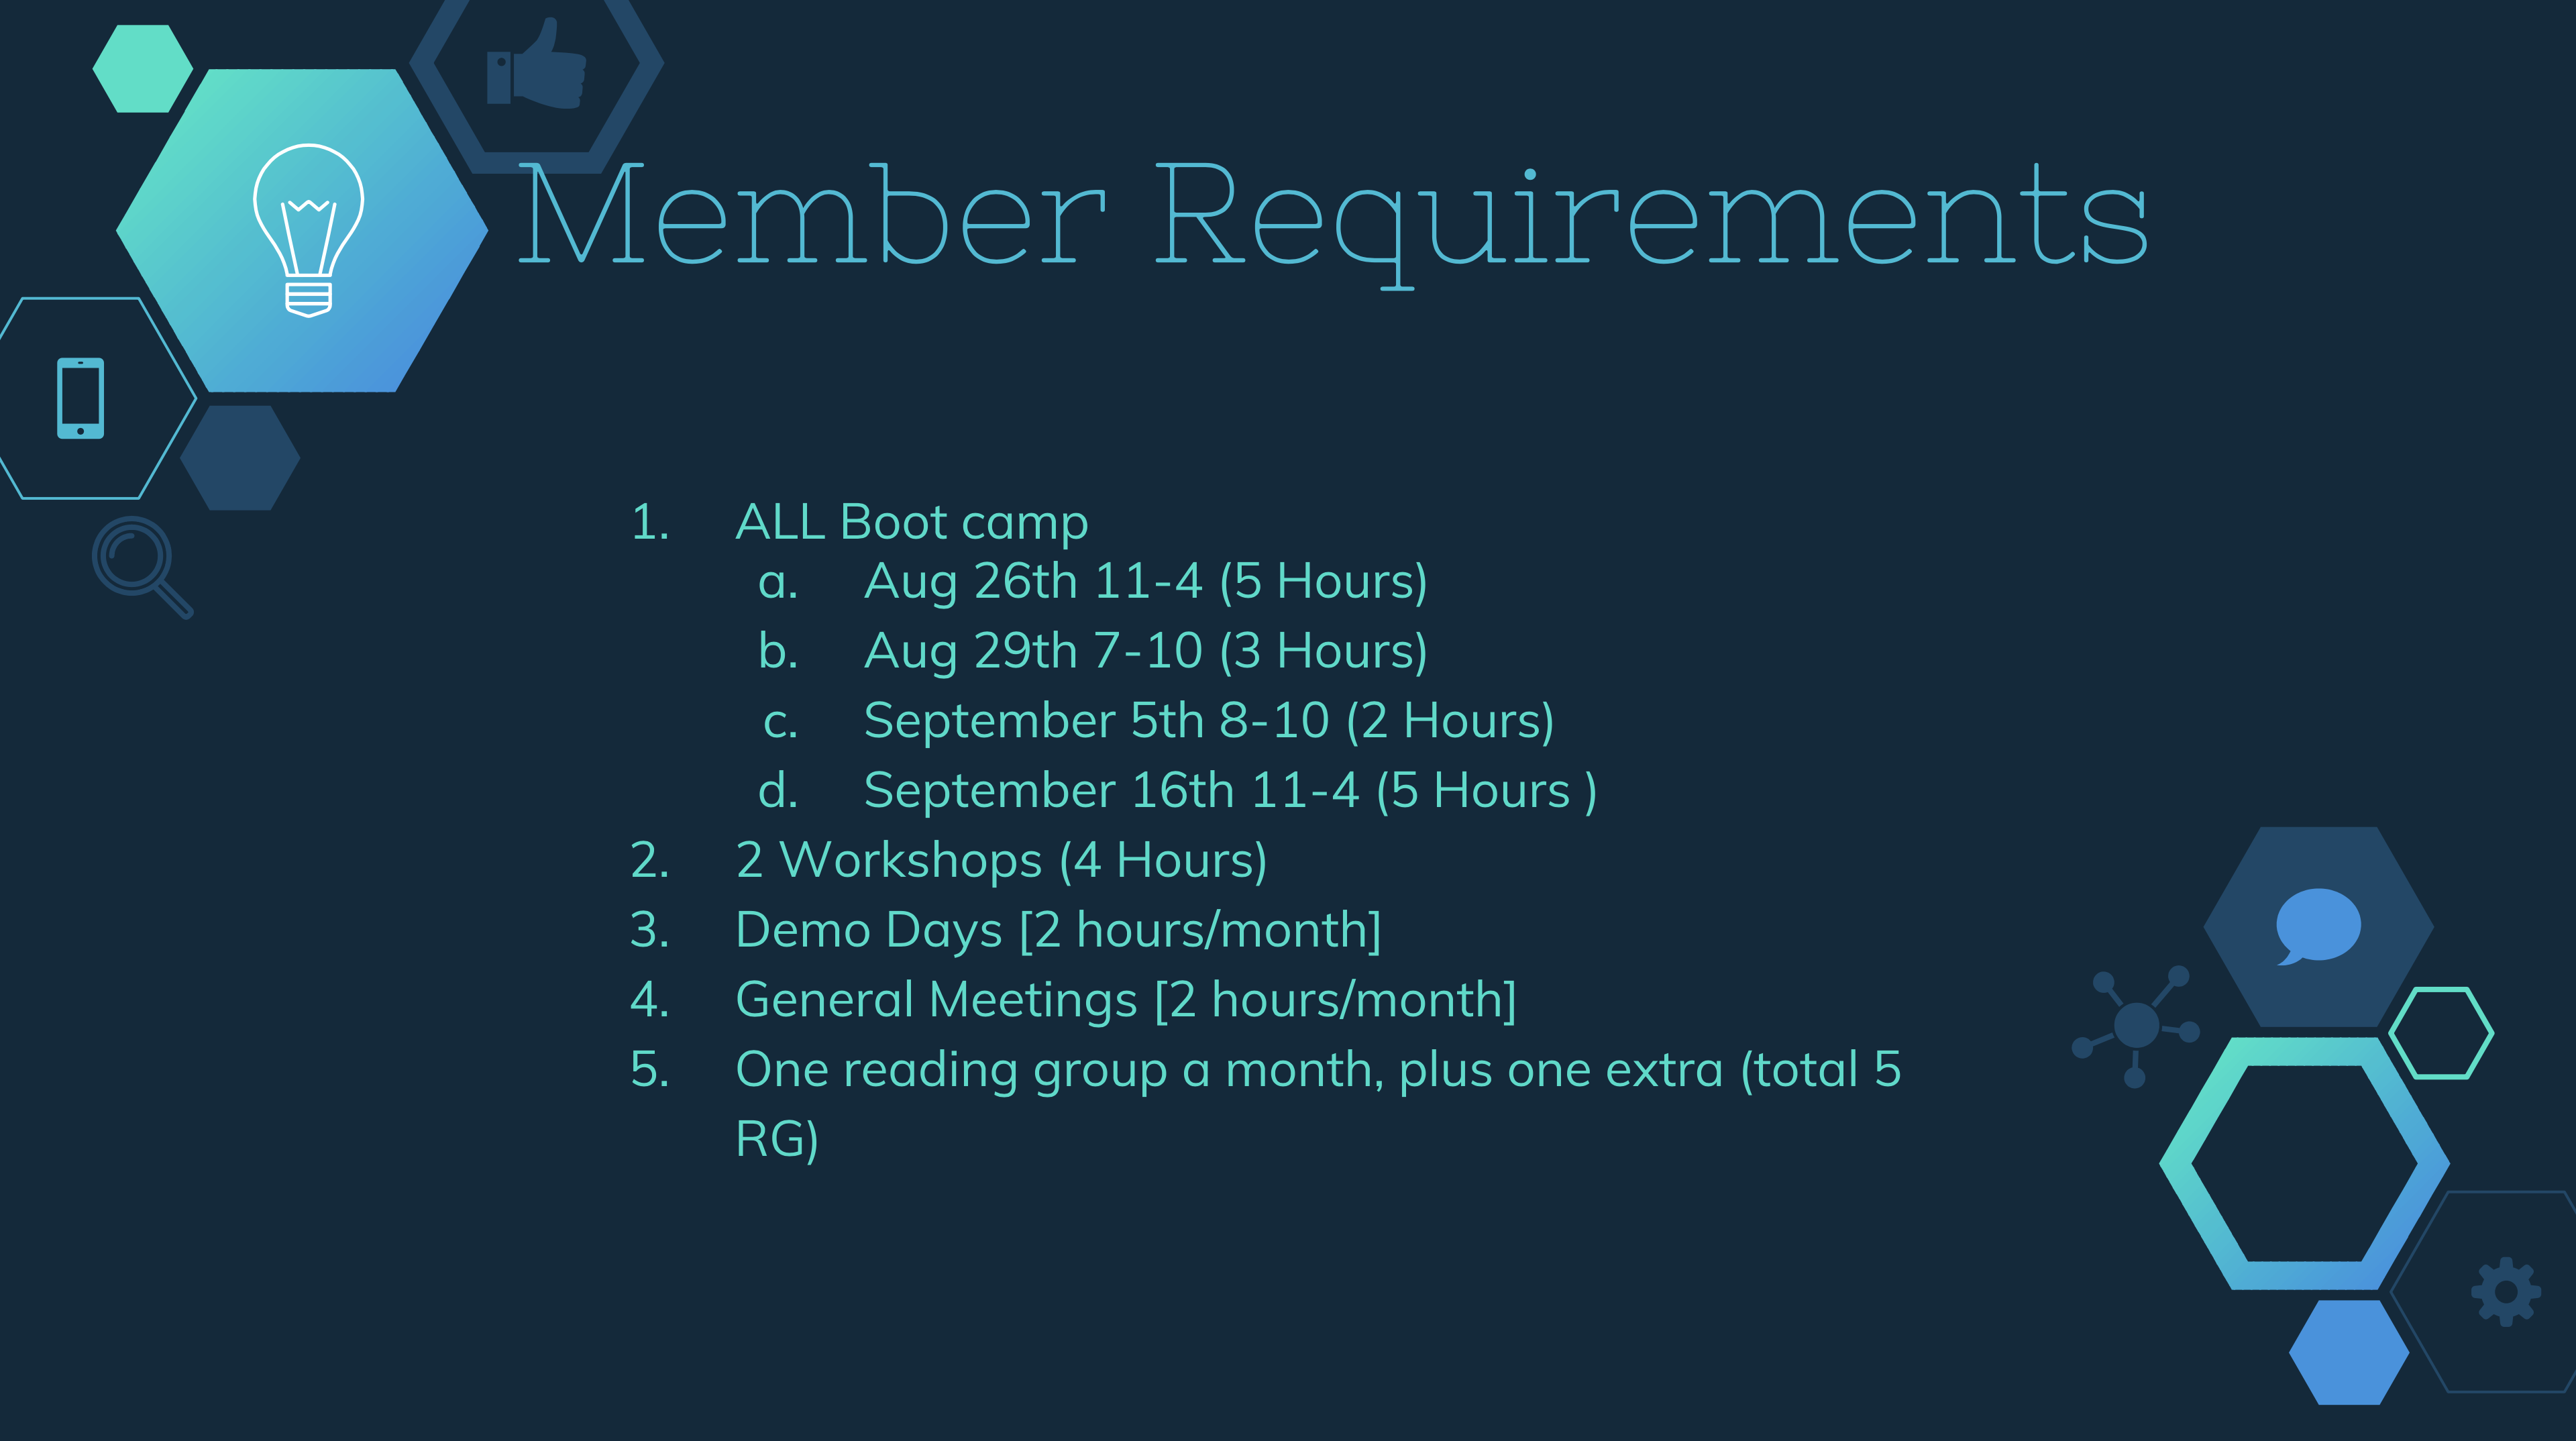 Member Requirements
1. ALL Boot camp
a. Aug 26th 11-4 (5 Hours)
b. Aug 29th 7-10 (3 Hours)
c. September 5th 8-10 (2 Hours)
d. September 16th 11-4 (5 Hours )
2. 2 Workshops (4 Hours)
3. Demo Days [2 hours/month]
4. General Meetings [2 hours/month]
5. One reading group a month, plus one extra (total 5
RG)